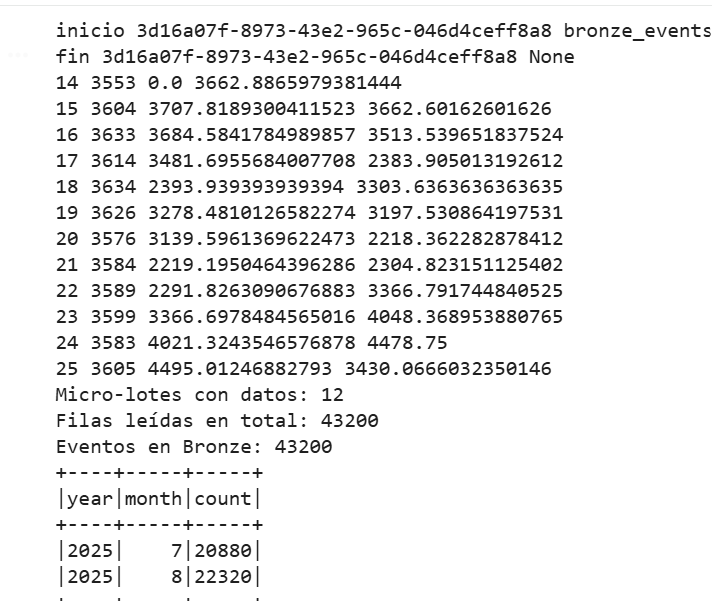 inicio 3d16a07f-8973-43e2-965c-046d4ceff8a8 bronze_events
fin 3d16a07f-8973-43e2-965c-046d4ceff8a8 None
14 3553 0.0 3662.8865979381444
15 3604 3707.8189300411523 3662.60162601626
16 3633 3684.5841784989857 3513.539651837524
17 3614 3481.6955684007708 2383.905013192612
18 3634 2393.939393939394 3303.6363636363635
19 3626 3278.4810126582274 3197.530864197531
20 3576 3139.5961369622473 2218.362282878412
21 3584 2219.1950464396286 2304.823151125402
22 3589 2291.8263090676883 3366.791744840525
23 3599 3366.6978484565016 4048.368953880765
24 3583 4021.3243546576878 4478.75
25 3605 4495.01246882793 3430.0666032350146
Micro-lotes con datos: 12
Filas leídas en total: 43200
Eventos en Bronze: 43200
+----+-----+-----+
|year|month|count|
+----+-----+-----+
|2025|    7|20880|
|2025|    8|22320|